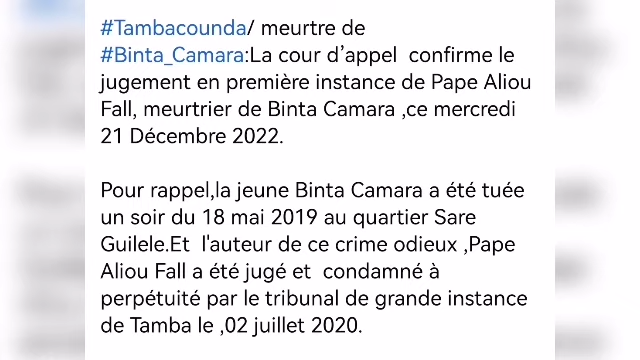 #Tambacounda/ meurtre de
#Binta_Camara:La cour d’appel  confirme le
jugement en première instance de Pape Aliou
Fall, meurtrier de Binta Camara ,ce mercredi
21 Décembre 2022.
Pour rappel,la jeune Binta Camara a été tuée
un soir du 18 mai 2019 au quartier Sare
Guilele.Et  l'auteur de ce crime odieux ,Pape
Aliou Fall a été jugé et  condamné à
perpétuité par le tribunal de grande instance
de Tamba le ,02 juillet 2020.